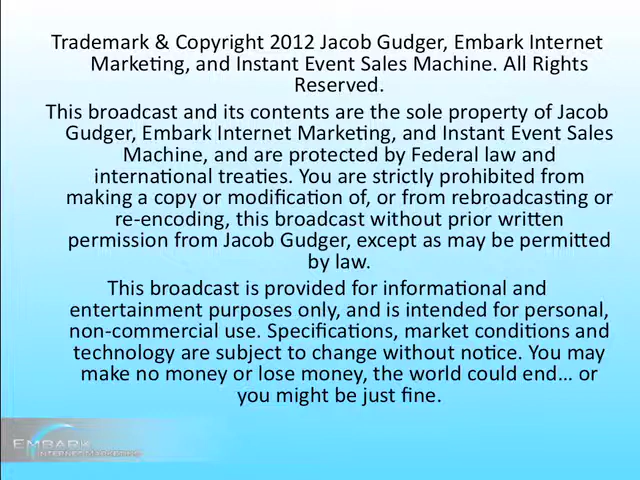 Trademark & Copyright 2012 Jacob Gudger, Embark Internet
Marketing, and Instant Event Sales Machine. All Rights
Reserved.
This broadcast and its contents are the sole property of Jacob
Gudger, Embark Internet Marketing, and Instant Event Sales
Machine, and are protected by Federal law and
international treaties. You are strictly prohibited from
making a copy or modification of, or from rebroadcasting or
re-encoding, this broadcast without prior written
permission from Jacob Gudger, except as may be permitted
by law.
This broadcast is provided for informational and
entertainment purposes only, and is intended for personal,
non-commercial use. Specifications, market conditions and
technology are subject to change without notice. You may
make no money or lose money, the world could end... or
you might be just fine.
EMBARK
INTERNET MARKETING